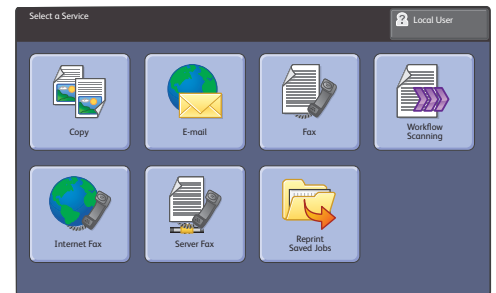 Select a Service
Local User
Copy
E-mail
Fax
Workflow
Scanning
Internet Fax
Server Fax
Reprint
Saved Jobs